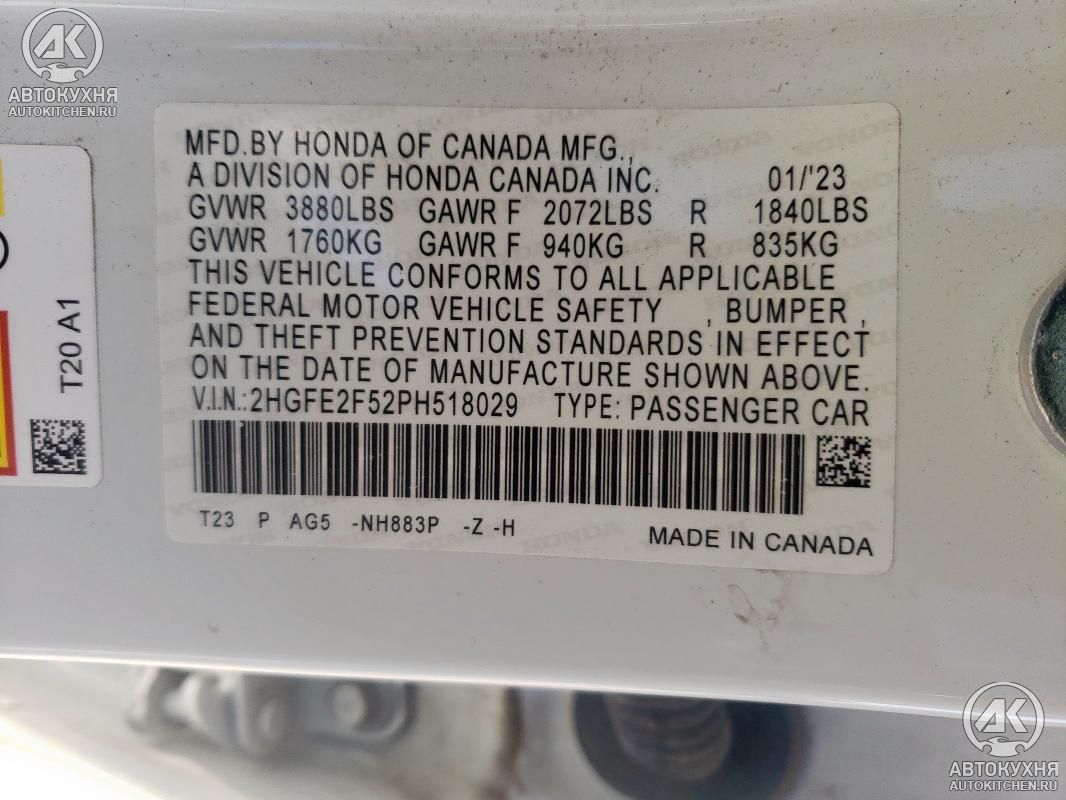 АК
АВТОКУХНЯ
AUTOKITCHEN.RU
MFD.BY HONDA OF CANADA MFG.,
A DIVISION OF HONDA CANADA INC. 01/'23
GVWR 3880LBS GAWR F 2072LBS R 1840LBS
GVWR 1760KG GAWR F 940KG R 835KG
THIS VEHICLE CONFORMS TO ALL APPLICABLE
FEDERAL MOTOR VEHICLE SAFETY , BUMPER ,
AND THEFT PREVENTION STANDARDS IN EFFECT
ON THE DATE OF MANUFACTURE SHOWN ABOVE.
V.I.N.:2HGFE2F52PH518029 TYPE: PASSENGER CAR
T23 P AG5 -NH883P -Z -H
MADE IN CANADA
T20 A1
АК
АВТОКУХНЯ
AUTOKITCHEN.RU